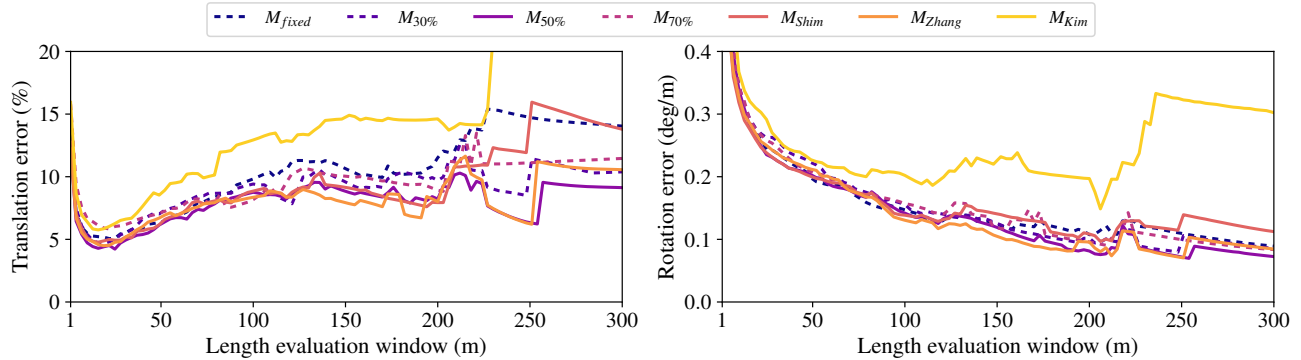 M_fixed M_30% M_50% M_70% M_Shim M_Zhang M_Kim
Translation error (%)
20
15
10
5
0
1 50 100 150 200 250 300
Length evaluation window (m)
Rotation error (deg/m)
0.4
0.3
0.2
0.1
0.0
1 50 100 150 200 250 300
Length evaluation window (m)